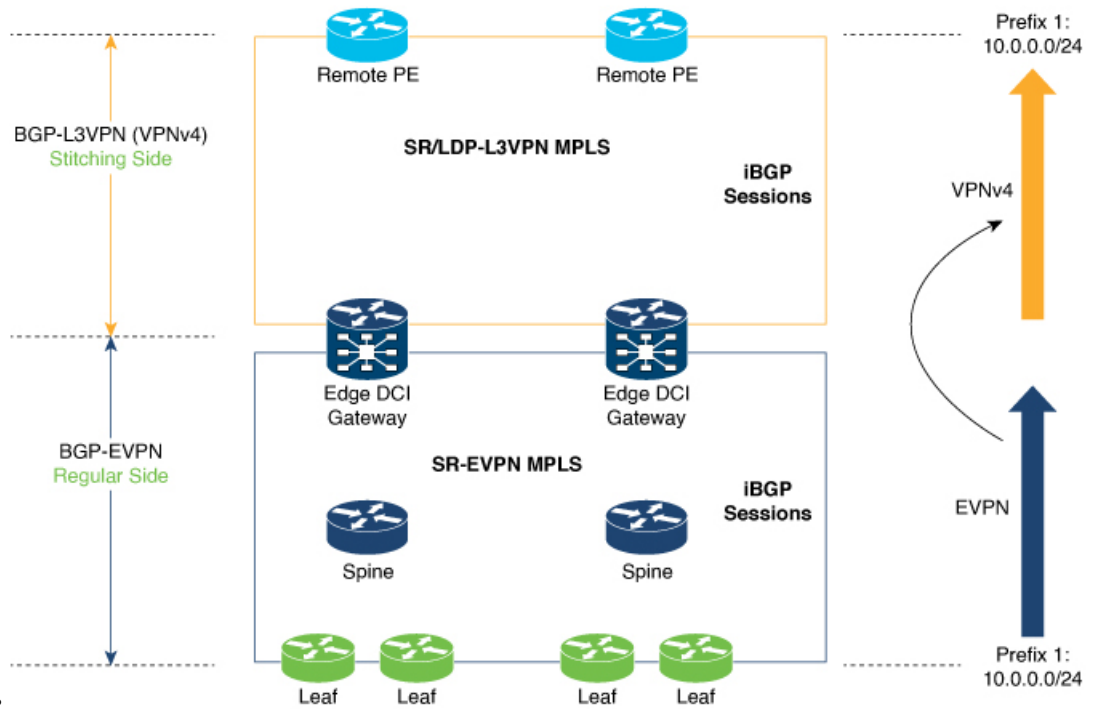 Prefix 1:
10.0.0.0/24
Remote PE
Remote PE
BGP-L3VPN (VPNv4)
Stitching Side
SR/LDP-L3VPN MPLS
iBGP
Sessions
VPNv4
Edge DCI
Gateway
Edge DCI
Gateway
BGP-EVPN
Regular Side
SR-EVPN MPLS
iBGP
Sessions
EVPN
Spine
Spine
Prefix 1:
10.0.0.0/24
Leaf
Leaf
Leaf
Leaf